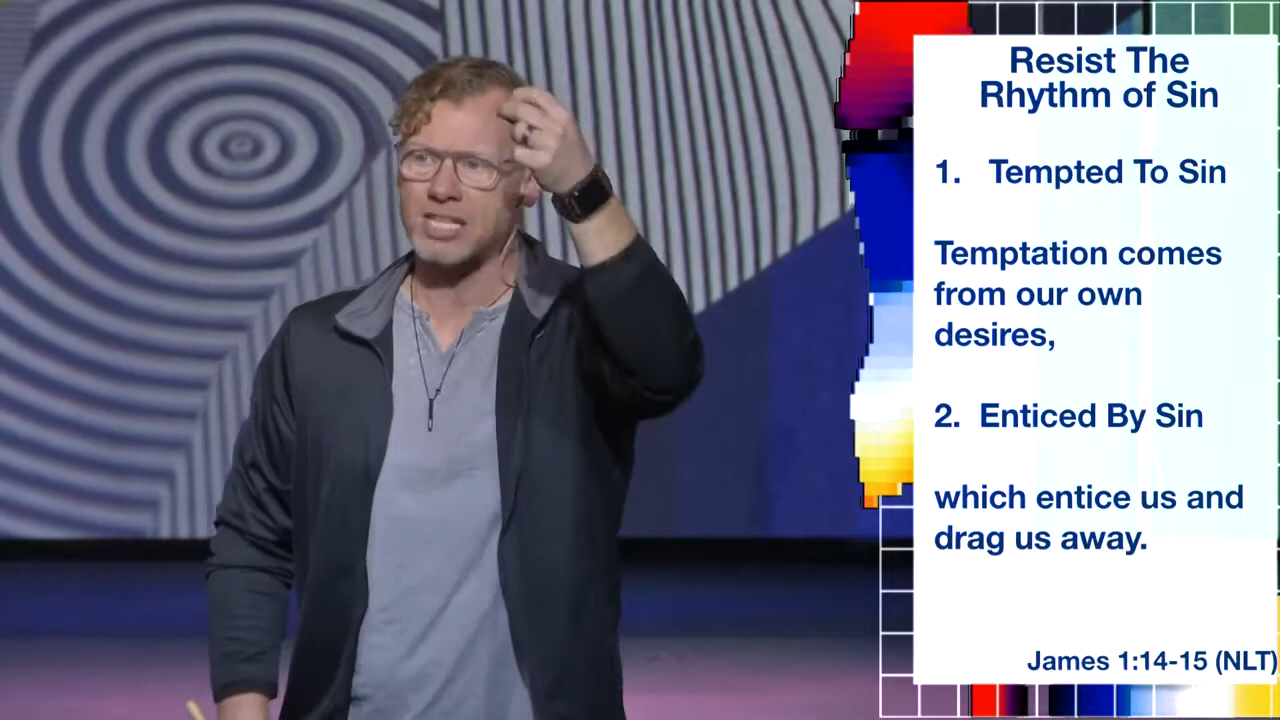 Resist The
Rhythm of Sin
1. Tempted To Sin
Temptation comes
from our own
desires,
2. Enticed By Sin
which entice us and
drag us away.
James 1:14-15 (NLT)